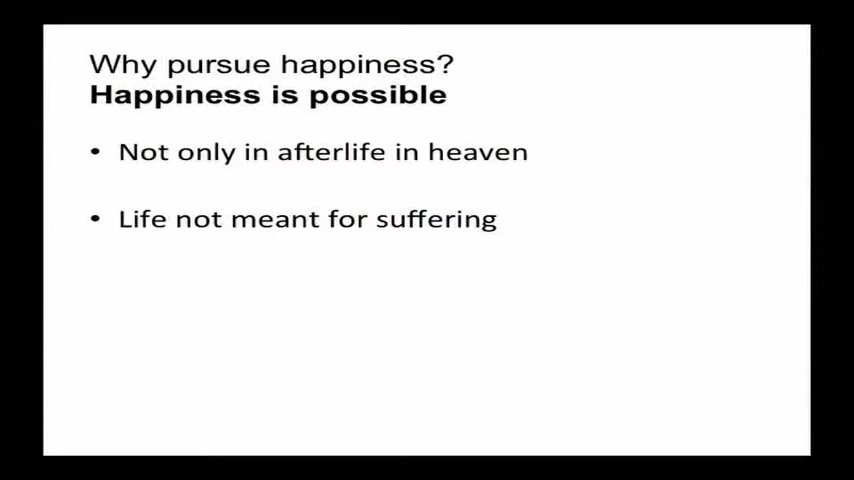 Why pursue happiness?
Happiness is possible
• Not only in afterlife in heaven
• Life not meant for suffering